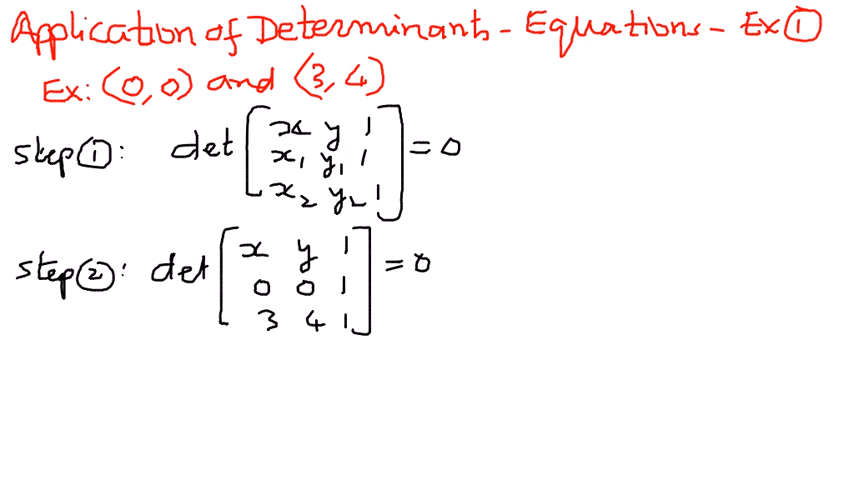 Application of Determinants - Equations - Ex ①
Ex: (0, 0) and (3, 4)
step ①: det [ x y 1
x₁ y₁ 1
x₂ y₂ 1 ] = 0
step ②: det [ x y 1
0 0 1
3 4 1 ] = 0